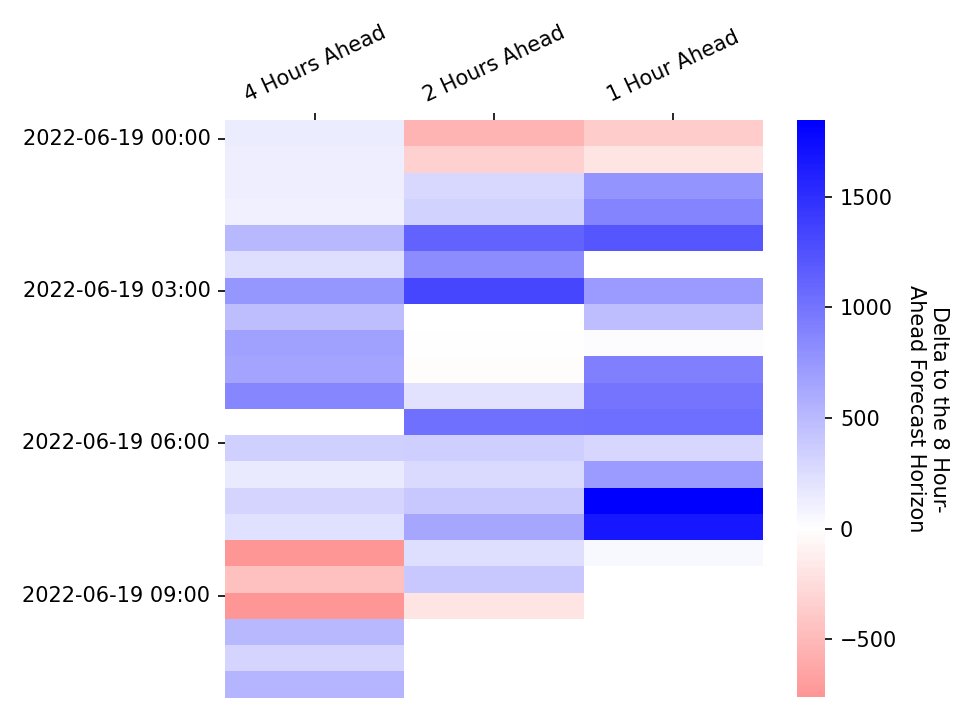 4 Hours Ahead
2 Hours Ahead
1 Hour Ahead
2022-06-19 00:00
2022-06-19 03:00
2022-06-19 06:00
2022-06-19 09:00
1500
1000
500
0
−500
Delta to the 8 Hour-
Ahead Forecast Horizon